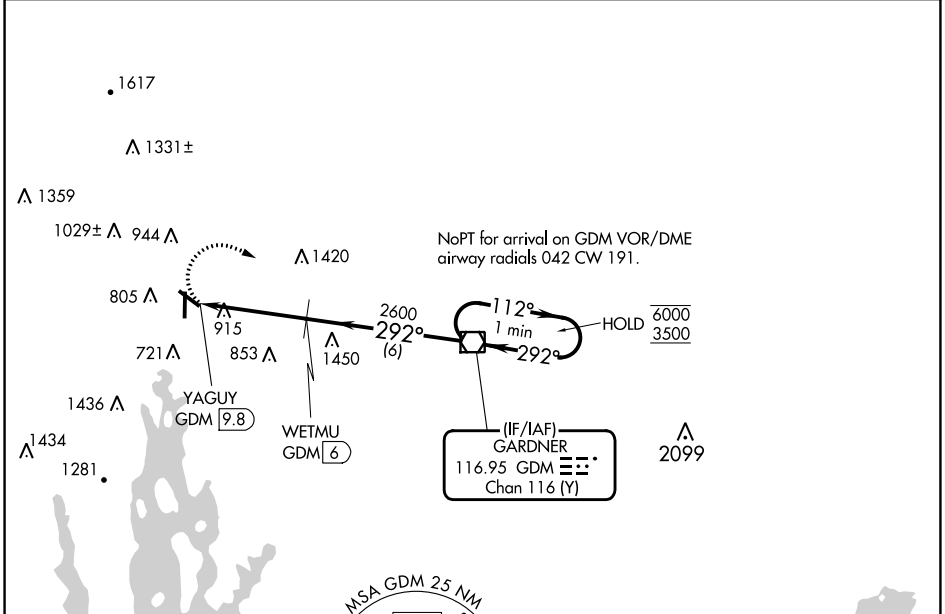 1617
1331±
1359
1029±
944
1420
NoPT for arrival on GDM VOR/DME
airway radials 042 CW 191.
805
915
2600
292°
(6)
112°
1 min
292°
HOLD
6000
3500
721
853
1450
1436
YAGUY
GDM 9.8
WETMU
GDM 6
(IF/IAF)
GARDNER
116.95 GDM
Chan 116 (Y)
2099
1434
1281
MSA GDM 25 NM